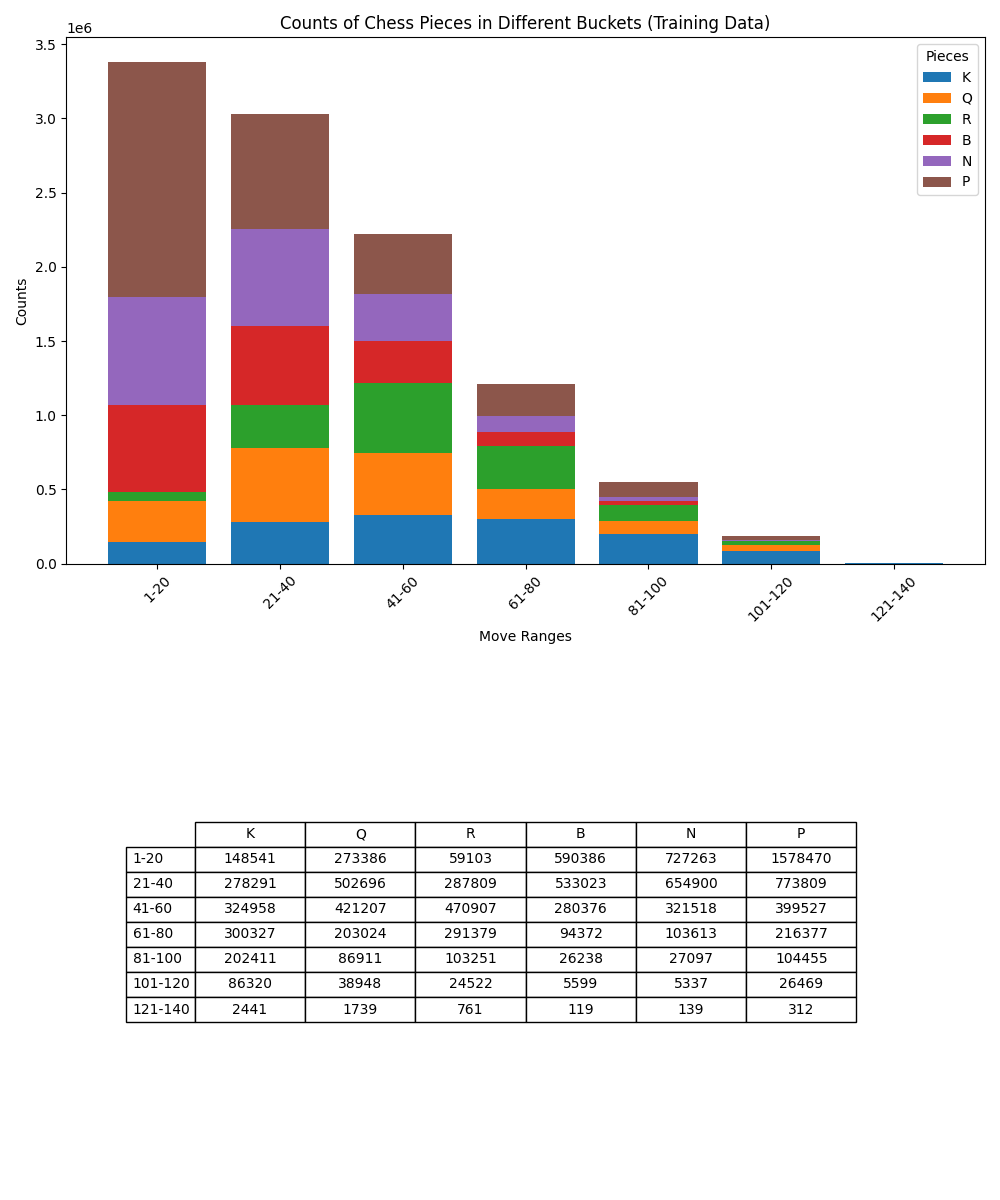 Counts of Chess Pieces in Different Buckets (Training Data)
1e6
3.5
3.0
2.5
2.0
1.5
1.0
0.5
0.0
Counts
Pieces
K
Q
R
B
N
P
1-20
21-40
41-60
61-80
81-100
101-120
121-140
Move Ranges
K Q R B N P
1-20 148541 273386 59103 590386 727263 1578470
21-40 278291 502696 287809 533023 654900 773809
41-60 324958 421207 470907 280376 321518 399527
61-80 300327 203024 291379 94372 103613 216377
81-100 202411 86911 103251 26238 27097 104455
101-120 86320 38948 24522 5599 5337 26469
121-140 2441 1739 761 119 139 312